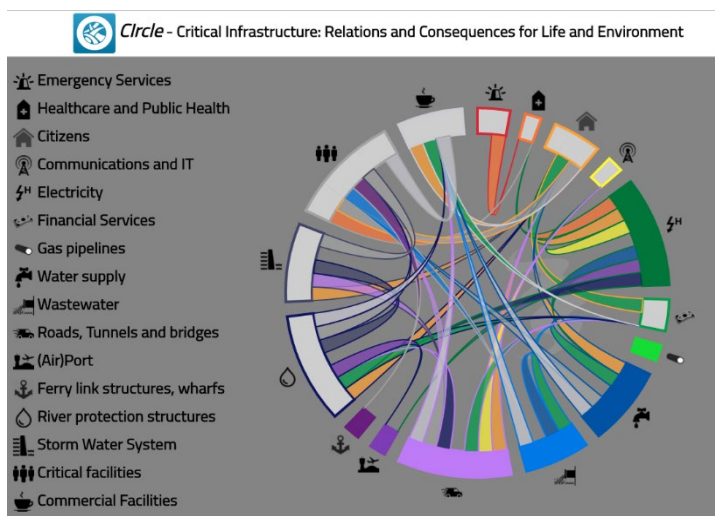 CIrcle - Critical Infrastructure: Relations and Consequences for Life and Environment
Emergency Services
Healthcare and Public Health
Citizens
Communications and IT
Electricity
Financial Services
Gas pipelines
Water supply
Wastewater
Roads, Tunnels and bridges
(Air)Port
Ferry link structures, wharfs
River protection structures
Storm Water System
Critical facilities
Commercial Facilities